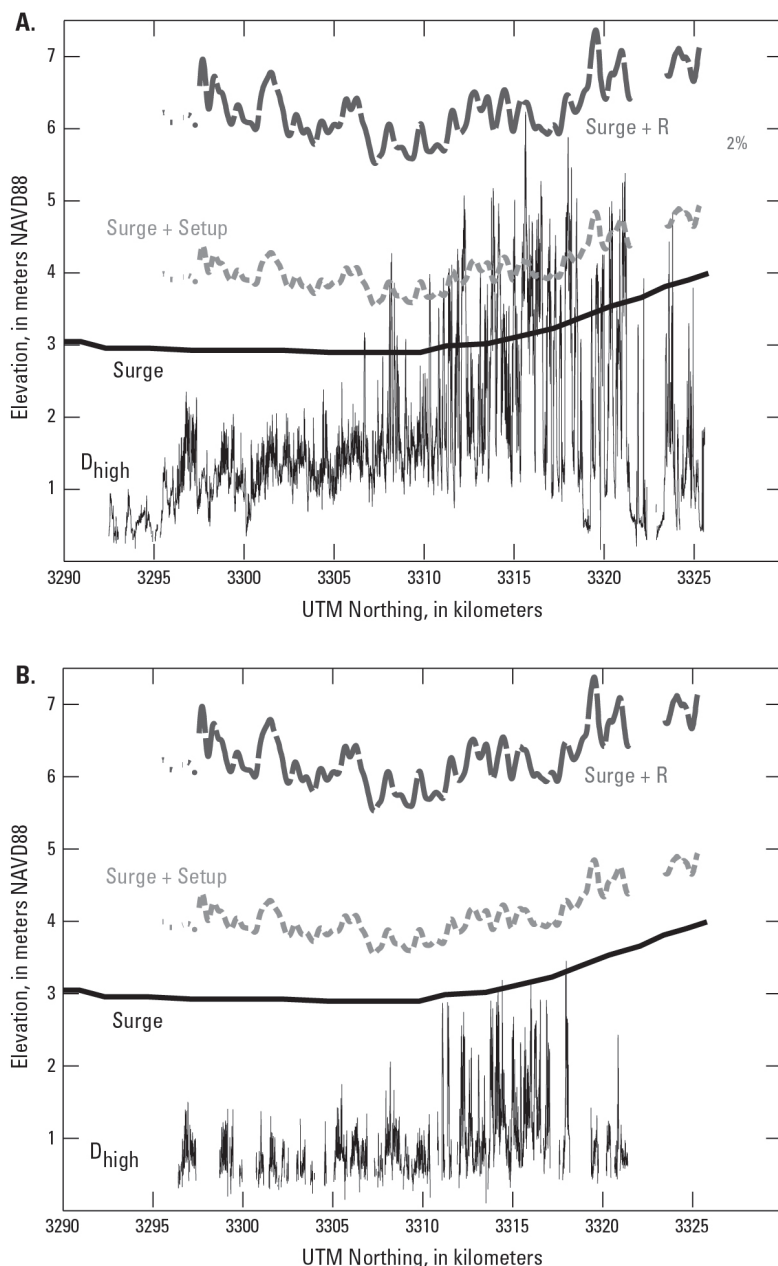 A.
7
6
5
4
3
2
1
Elevation, in meters NAVD88
Surge + R
2%
Surge + Setup
Surge
Dhigh
3290 3295 3300 3305 3310 3315 3320 3325
UTM Northing, in kilometers
B.
7
6
5
4
3
2
1
Elevation, in meters NAVD88
Surge + R
Surge + Setup
Surge
Dhigh
3290 3295 3300 3305 3310 3315 3320 3325
UTM Northing, in kilometers